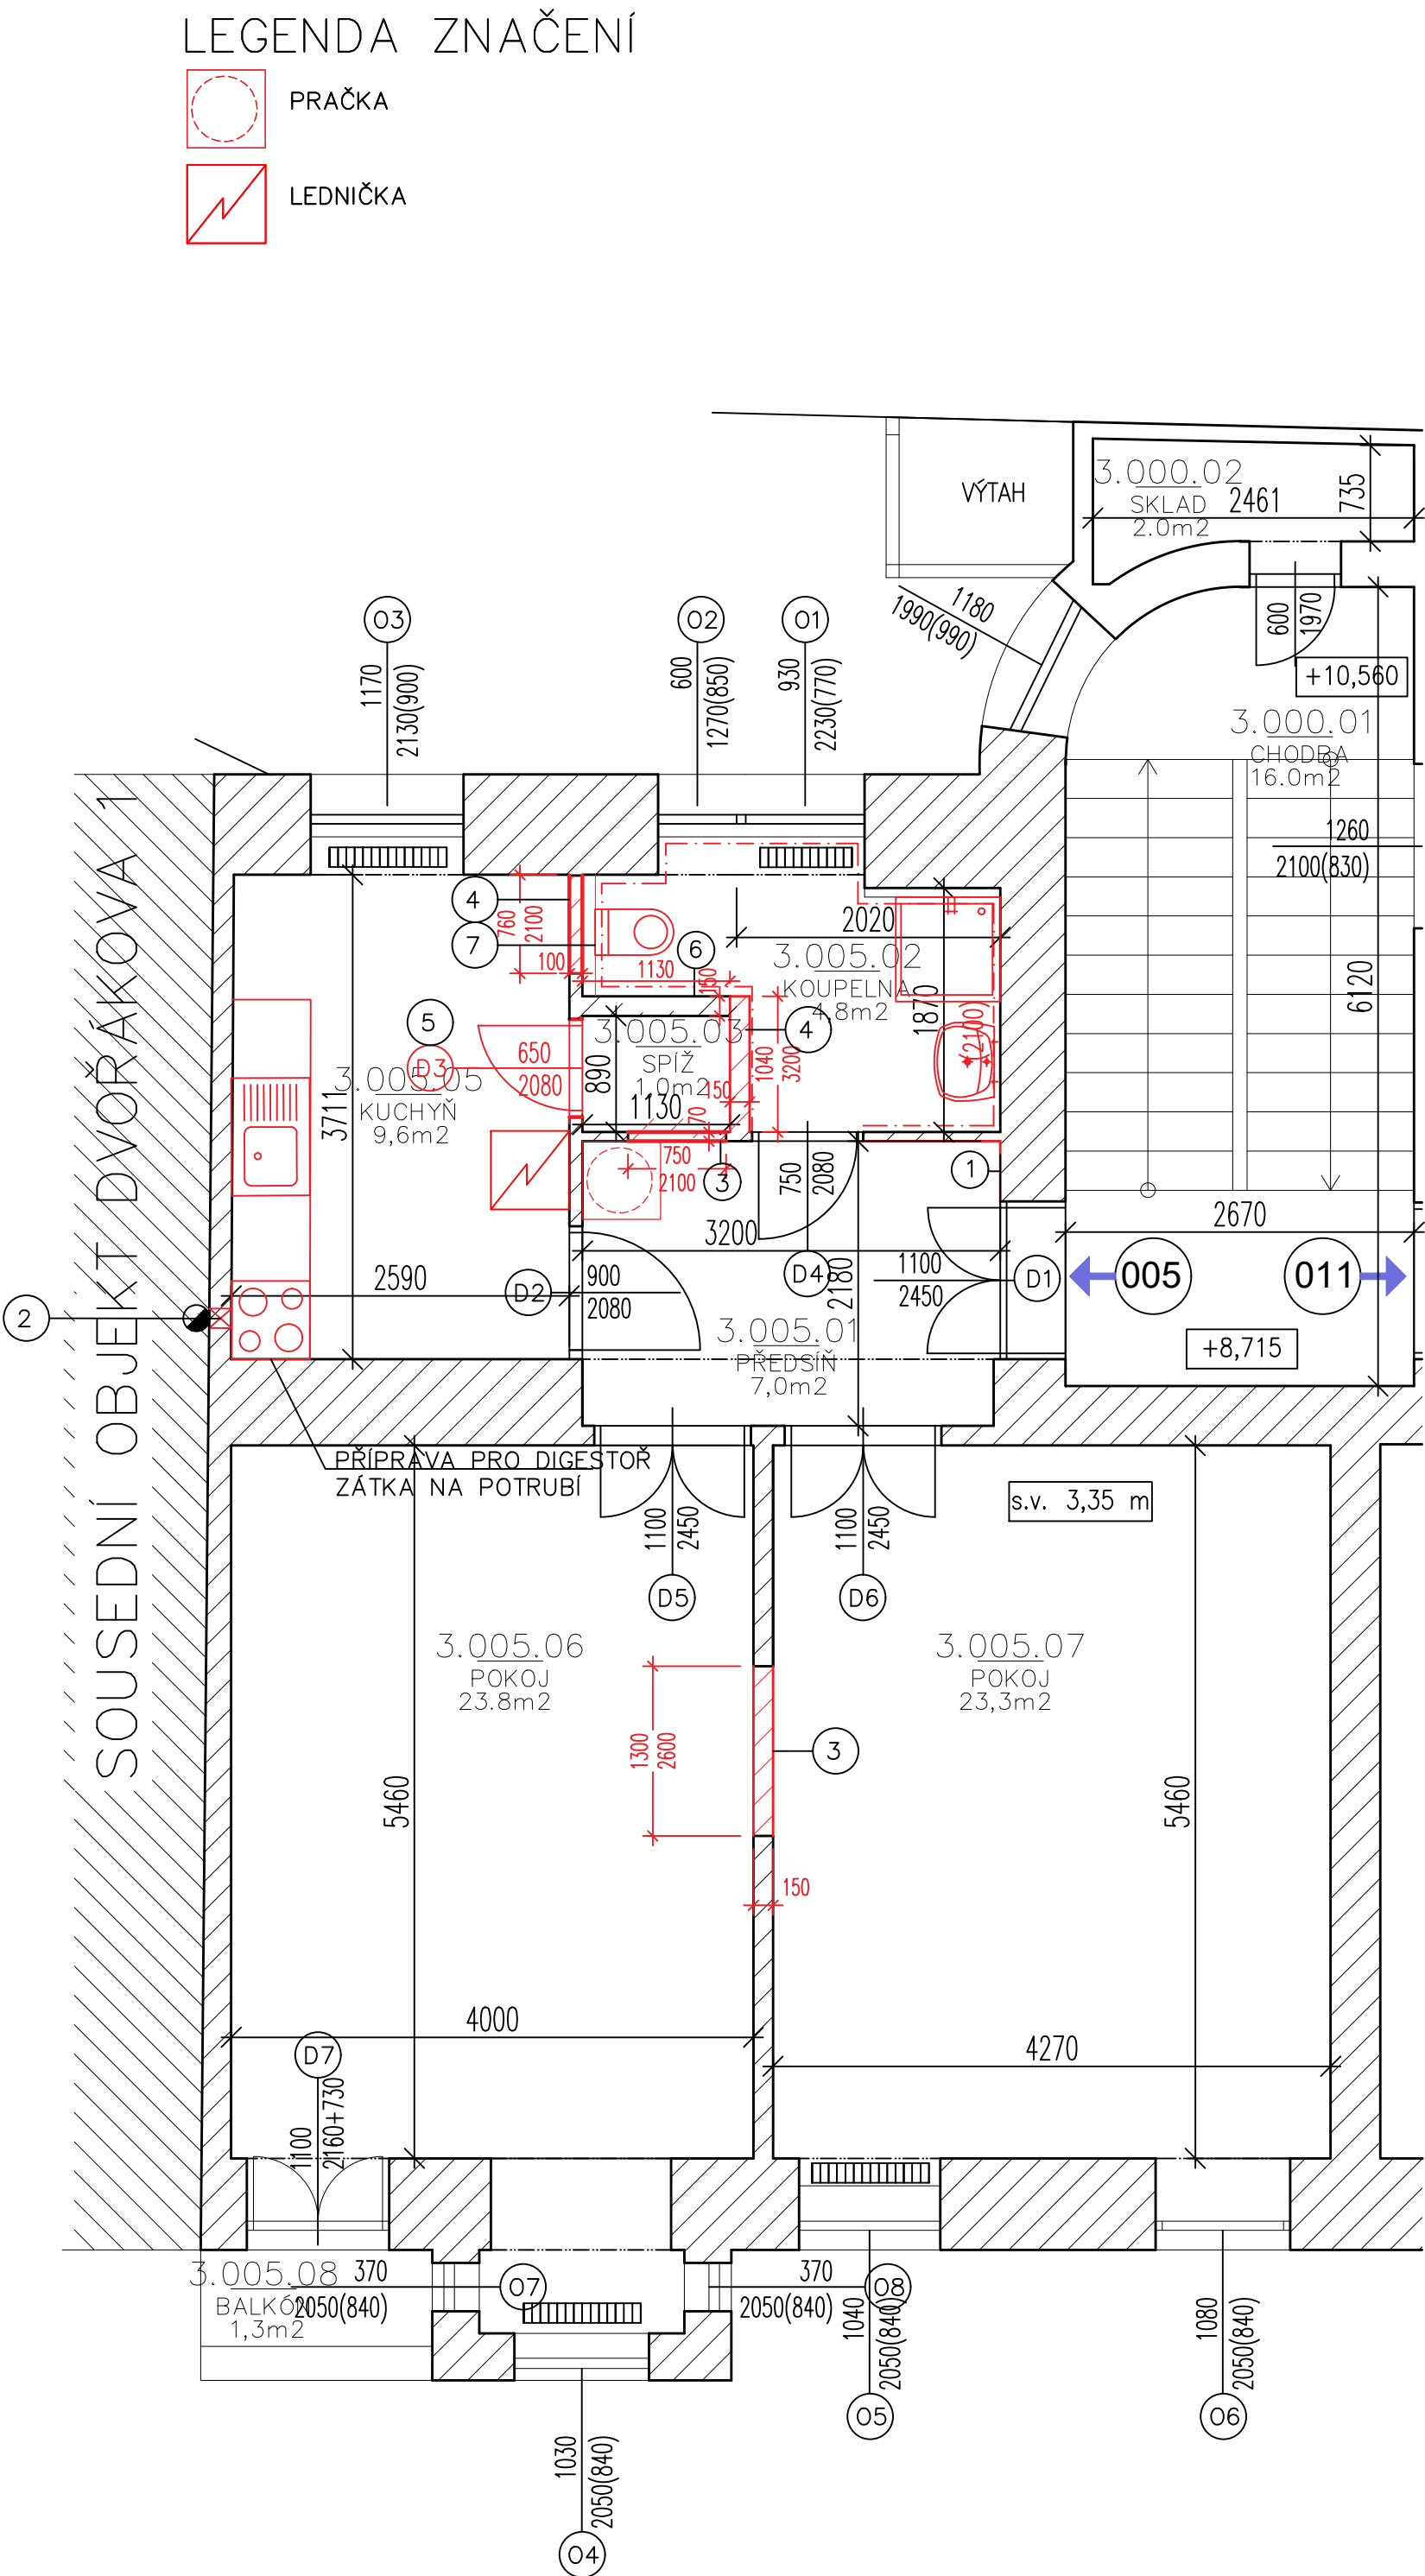 LEGENDA ZNAČENÍ
PRAČKA
LEDNIČKA
VÝTAH
3.000.02
SKLAD
2.0m2
2461
735
1180
1990(990)
600
1970
+10,560
3.000.01
CHODBA
16.0m2
1260
2100(830)
6120
2670
O3
1170
2130(900)
O2
600
1270(850)
O1
930
2230(770)
SOUSEDNÍ OBJEKT DVOŘÁKOVA 1
4
7
760
2100
100
1130
6
150
2020
3.005.02
KOUPELNA
4.8m2
1870
(2100)
5
D3
650
2080
3.005.03
SPÍŽ
1.0m2
890
1130
150
70
4
1040
3200
3.005.05
KUCHYŇ
9,6m2
3711
2590
750
2100
3
750
2080
D4
1
3200
2180
D2
900
2080
1100
2450
D1
005
011
+8,715
2
3.005.01
PŘEDSÍŇ
7,0m2
PŘÍPRAVA PRO DIGESTOŘ
ZÁTKA NA POTRUBÍ
1100
2450
D5
1100
2450
D6
s.v. 3,35 m
3.005.06
POKOJ
23.8m2
3.005.07
POKOJ
23,3m2
1300
2600
3
150
5460
5460
4000
4270
D7
1100
2160+730
3.005.08
BALKÓN
1,3m2
370
2050(840)
O7
370
2050(840)
O8
1040
2050(840)
O5
1080
2050(840)
O6
1030
2050(840)
O4